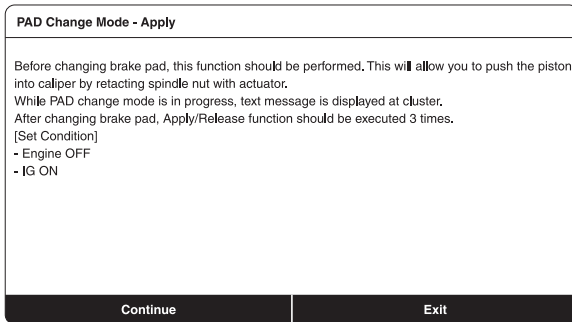 PAD Change Mode - Apply
Before changing brake pad, this function should be performed. This will allow you to push the piston
into caliper by retacting spindle nut with actuator.
While PAD change mode is in progress, text message is displayed at cluster.
After changing brake pad, Apply/Release function should be executed 3 times.
[Set Condition]
- Engine OFF
- IG ON
Continue
Exit